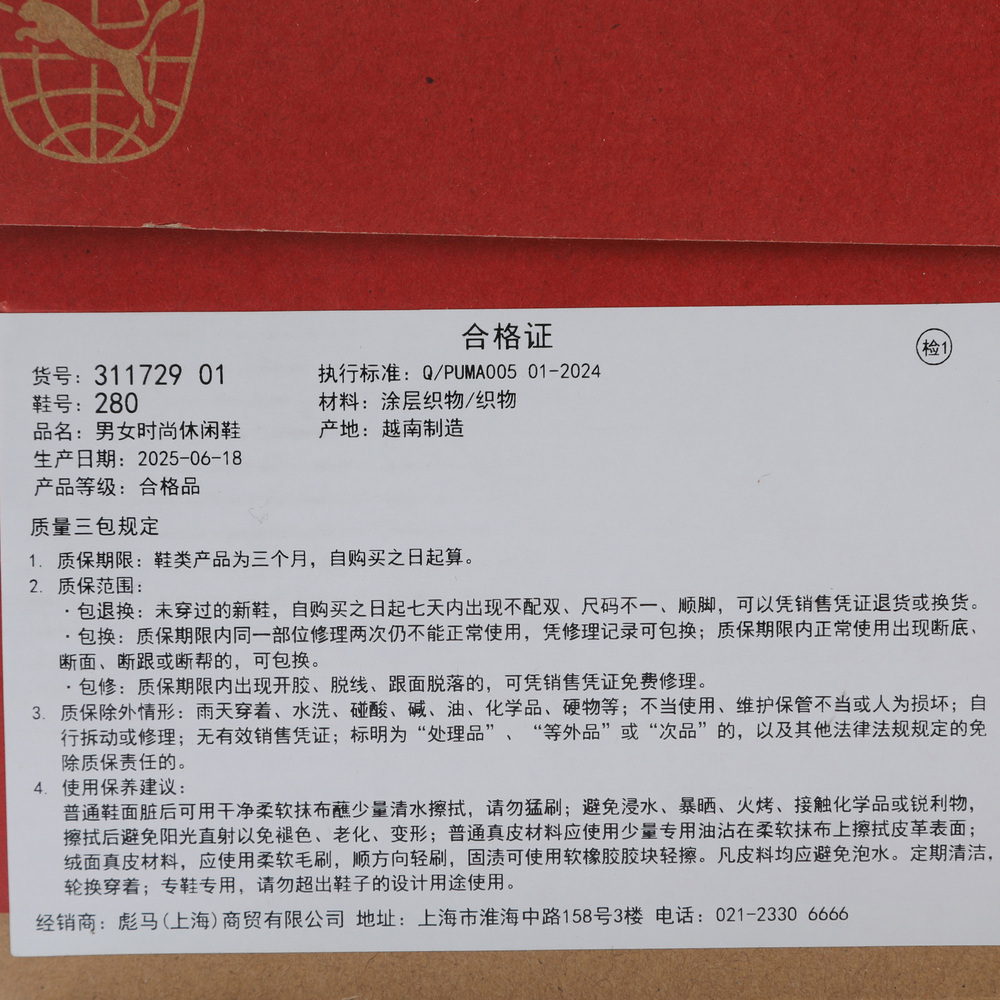 合格证
检1
货号：311729 01
执行标准：Q/PUMA005 01-2024
鞋号：280
材料：涂层织物/织物
品名：男女时尚休闲鞋
产地：越南制造
生产日期：2025-06-18
产品等级：合格品
质量三包规定
1. 质保期限：鞋类产品为三个月，自购买之日起算。
2. 质保范围：
·包退换：未穿过的新鞋，自购买之日起七天内出现不配双、尺码不一、顺脚，可以凭销售凭证退货或换货。
·包换：质保期限内同一部位修理两次仍不能正常使用，凭修理记录可包换；质保期限内正常使用出现断底、
断面、断跟或断帮的，可包换。
·包修：质保期限内出现开胶、脱线、跟面脱落的，可凭销售凭证免费修理。
3. 质保除外情形：雨天穿着、水洗、碰酸、碱、油、化学品、硬物等；不当使用、维护保管不当或人为损坏；自
行拆动或修理；无有效销售凭证；标明为“处理品”、“等外品”或“次品”的，以及其他法律法规规定的免
除质保责任的。
4. 使用保养建议：
普通鞋面脏后可用干净柔软抹布蘸少量清水擦拭，请勿猛刷；避免浸水、暴晒、火烤、接触化学品或锐利物，
擦拭后避免阳光直射以免褪色、老化、变形；普通真皮材料应使用少量专用油沾在柔软抹布上擦拭皮革表面；
绒面真皮材料，应使用柔软毛刷，顺方向轻刷，固渍可使用软橡胶胶块轻擦。凡皮料均应避免泡水。定期清洁，
轮换穿着；专鞋专用，请勿超出鞋子的设计用途使用。
经销商：彪马(上海)商贸有限公司 地址：上海市淮海中路158号3楼 电话：021-2330 6666